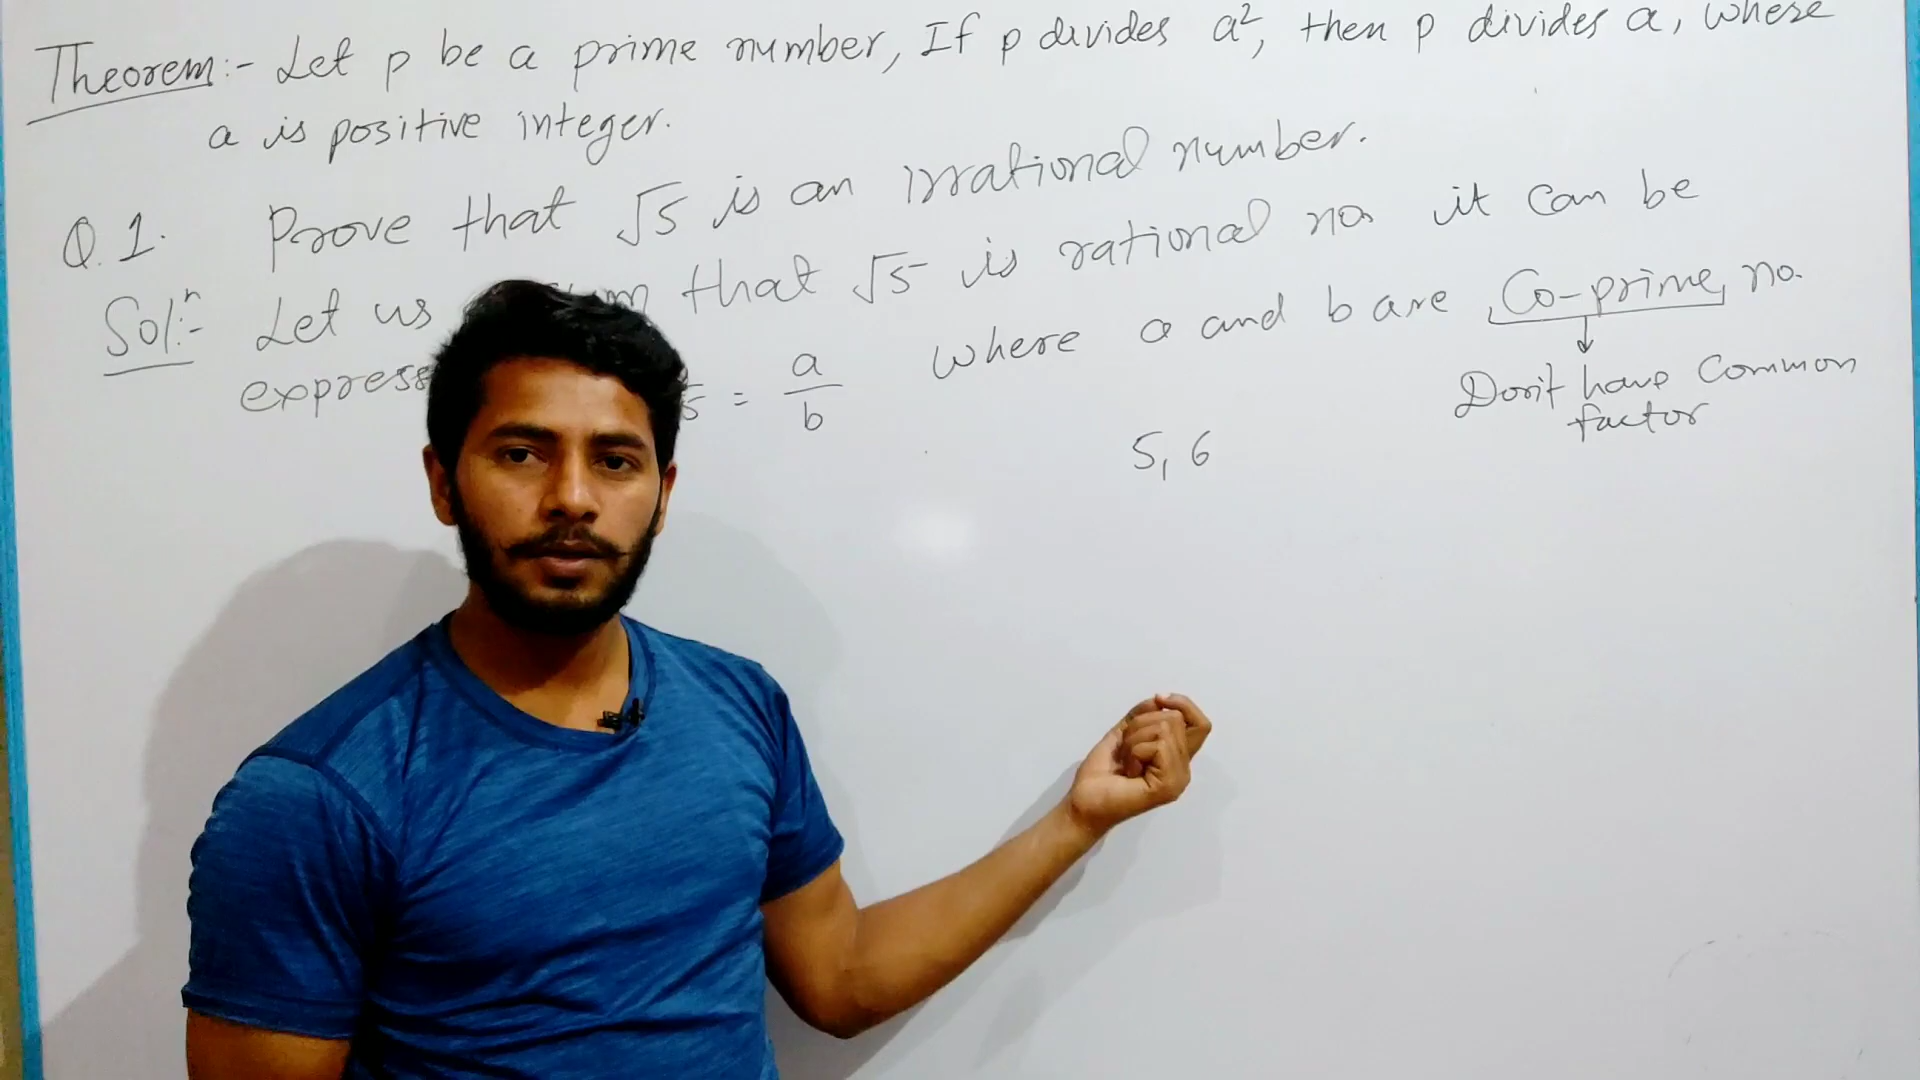 Theorem:- Let p be a prime number, If p divides a², then p divides a, where
a is positive integer.
Q.1. Prove that √5 is an irrational number.
Solⁿ:- Let us that √5 is rational no. it can be
express = a/b where a and b are Co-prime no.
Don't have common
factor
5, 6